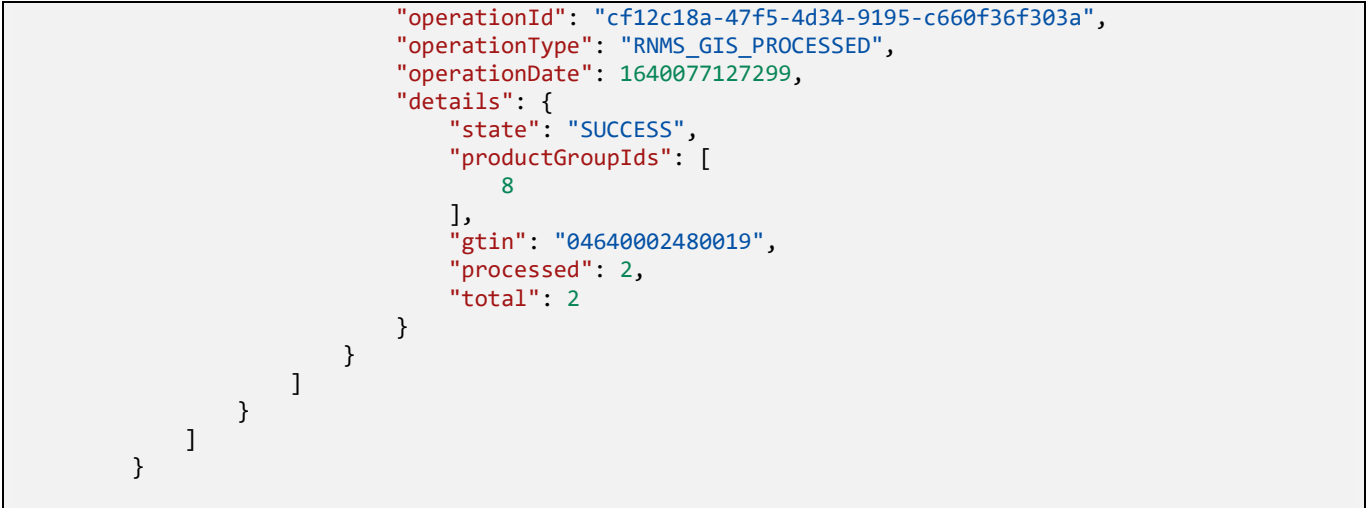 "operationId": "cf12c18a-47f5-4d34-9195-c660f36f303a",
"operationType": "RNMS_GIS_PROCESSED",
"operationDate": 1640077127299,
"details": {
"state": "SUCCESS",
"productGroupIds": [
8
],
"gtin": "04640002480019",
"processed": 2,
"total": 2
}
}
]
}
]
}